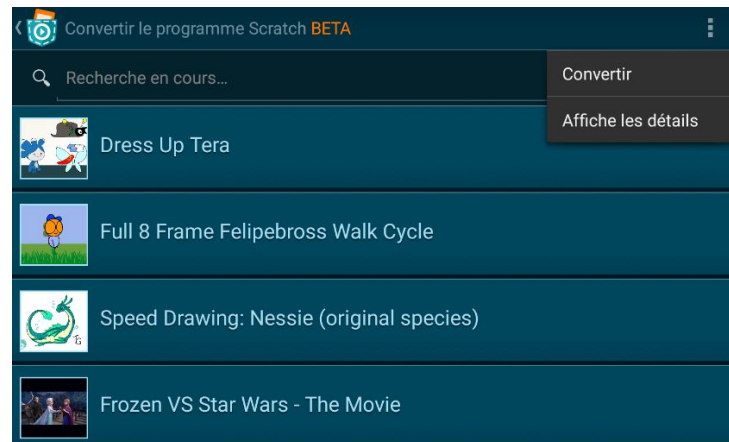 Convertir le programme Scratch BETA
Recherche en cours...
Convertir
Affiche les détails
Dress Up Tera
Full 8 Frame Felipebross Walk Cycle
Speed Drawing: Nessie (original species)
Frozen VS Star Wars - The Movie